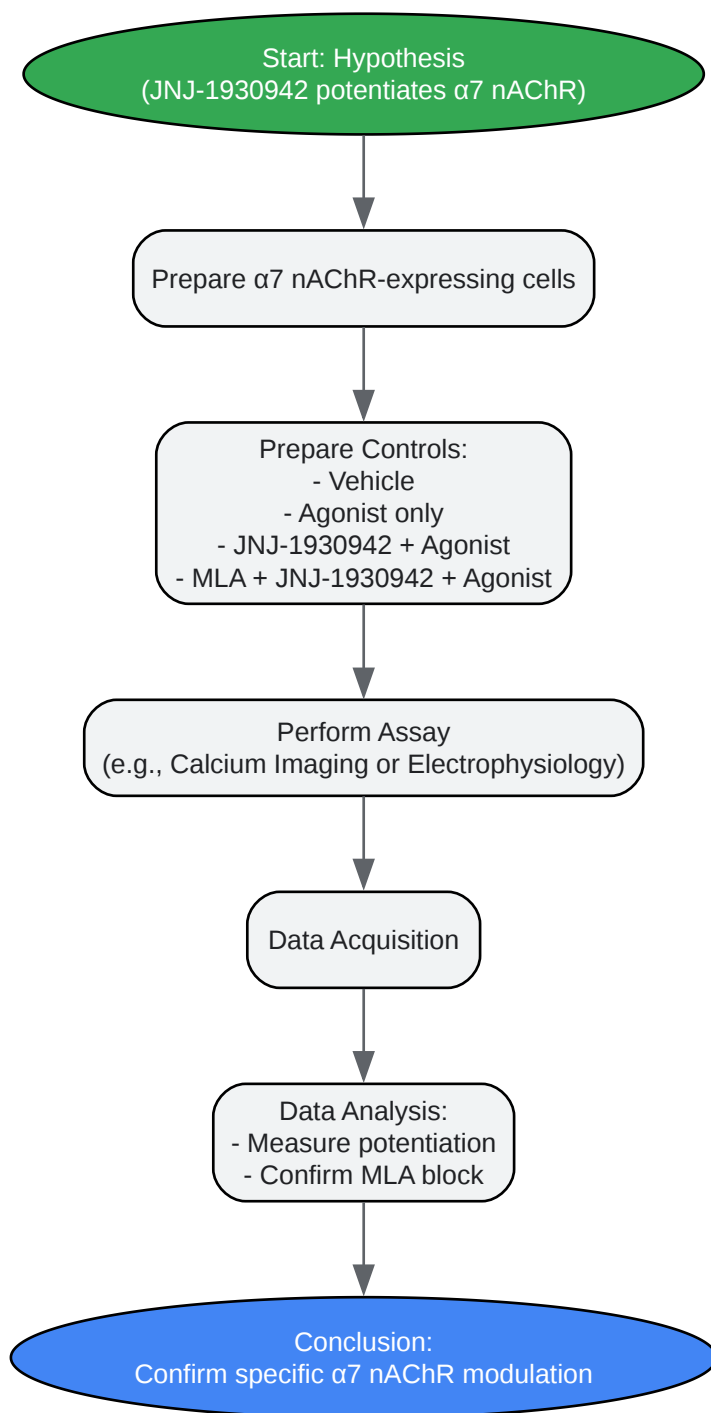 Start: Hypothesis
(JNJ-1930942 potentiates α7 nAChR)
Prepare α7 nAChR-expressing cells
Prepare Controls:
- Vehicle
- Agonist only
- JNJ-1930942 + Agonist
- MLA + JNJ-1930942 + Agonist
Perform Assay
(e.g., Calcium Imaging or Electrophysiology)
Data Acquisition
Data Analysis:
- Measure potentiation
- Confirm MLA block
Conclusion:
Confirm specific α7 nAChR modulation